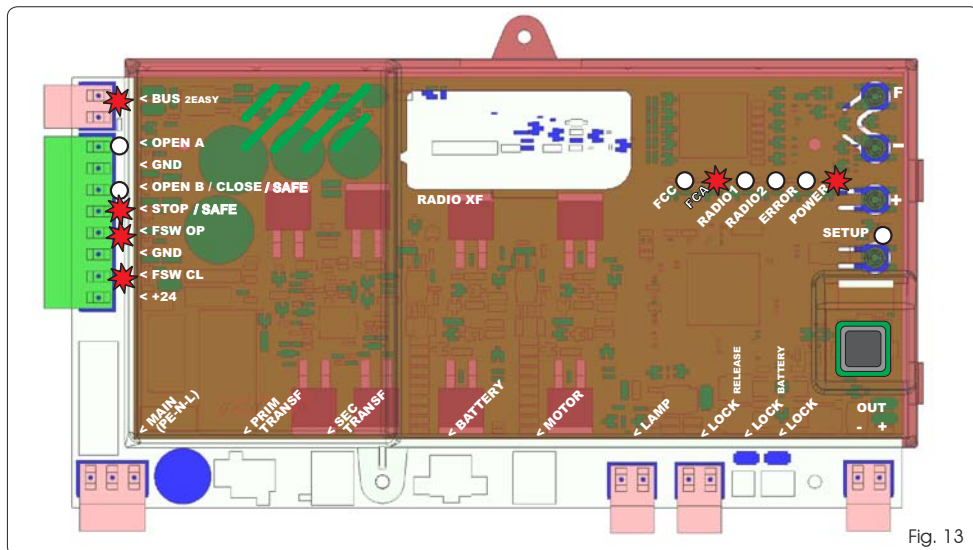 < BUS 2EASY
< OPEN A
< GND
< OPEN B / CLOSE / SAFE
< STOP / SAFE
< FSW OP
< GND
< FSW CL
< +24
RADIO XF
FCC
FCA
RADIO1
RADIO2
ERROR
POWER
F
-
+
SETUP
< MAIN
(PE-N-L)
< PRIM
TRANSF
< SEC
TRANSF
< BATTERY
< MOTOR
< LAMP
< LOCK RELEASE
< LOCK BATTERY
< LOCK
OUT
- +
Fig. 13